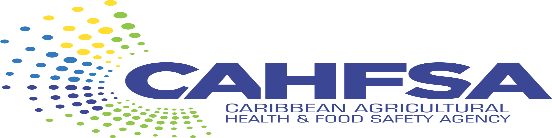 CAHFSA
CARIBBEAN AGRICULTURAL
HEALTH & FOOD SAFETY AGENCY